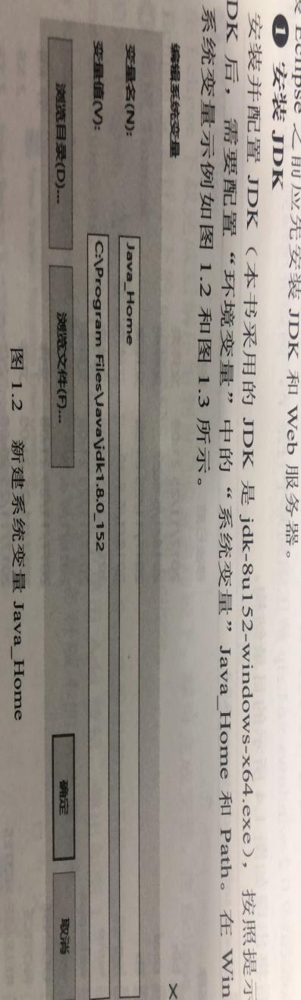 Eclipse 之前应先安装 JDK 和 Web 服务器。
❶ 安装 JDK
安装并配置 JDK（本书采用的 JDK 是 jdk-8u152-windows-x64.exe），按照提示
DK 后，需要配置“环境变量”中的“系统变量”Java_Home 和 Path。在 Win
系统变量示例如图 1.2 和图 1.3 所示。
编辑系统变量 ×
变量名(N): Java_Home
变量值(V): C:\Program Files\Java\jdk1.8.0_152
浏览目录(D)... 浏览文件(F)... 确定 取消
图 1.2 新建系统变量 Java_Home